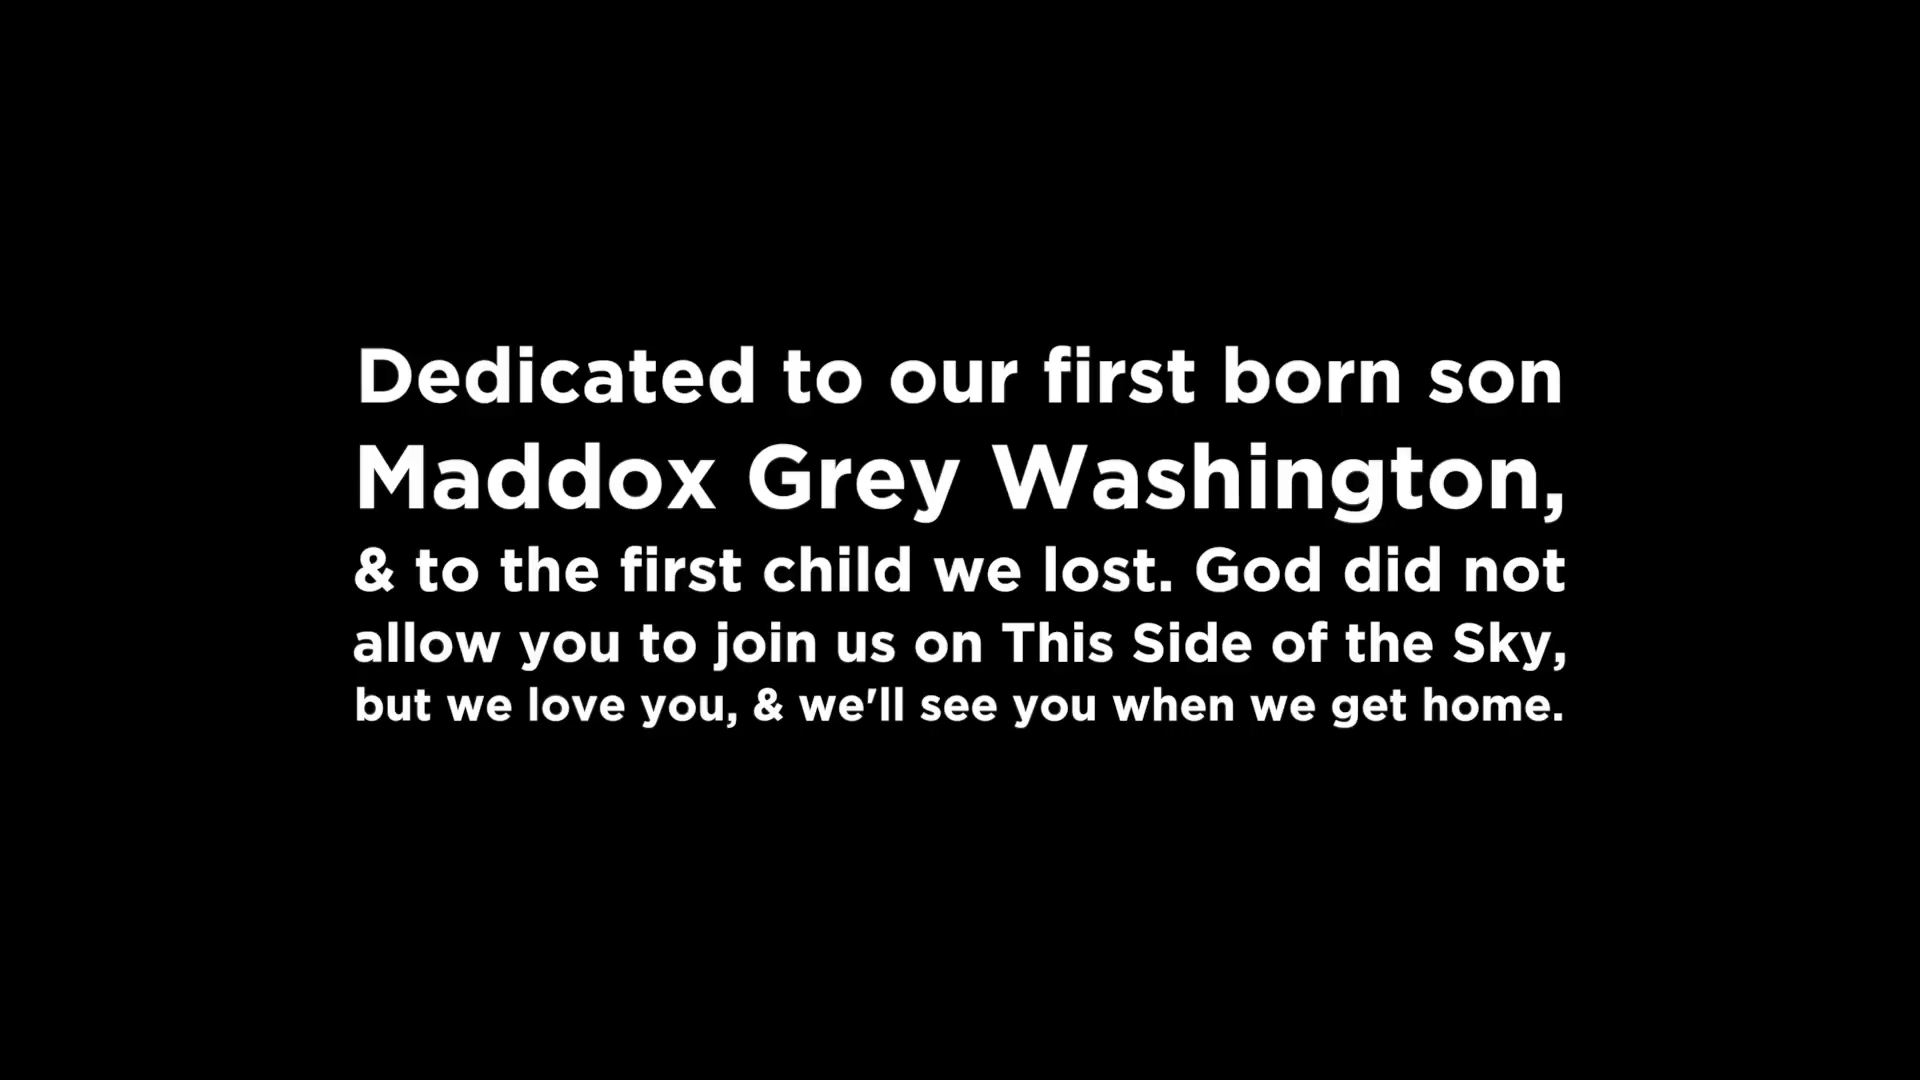 Dedicated to our first born son
Maddox Grey Washington,
& to the first child we lost. God did not
allow you to join us on This Side of the Sky,
but we love you, & we'll see you when we get home.